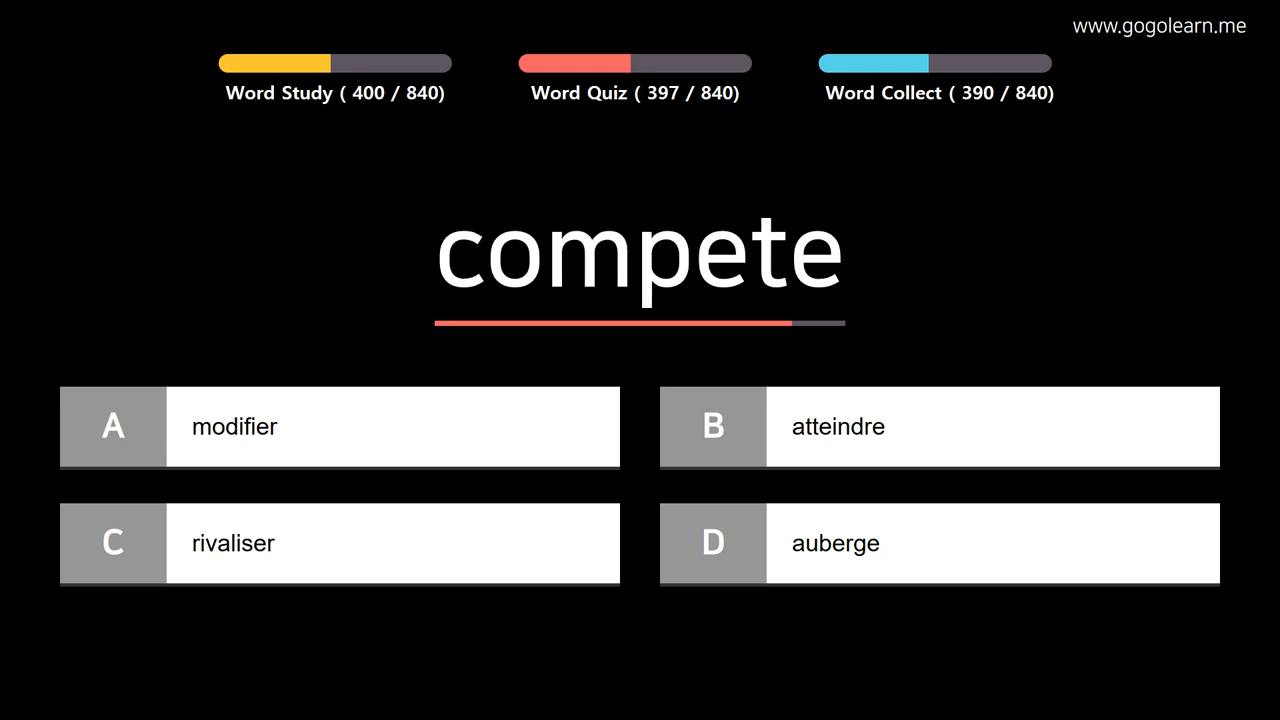 www.gogolearn.me
Word Study ( 400 / 840)
Word Quiz ( 397 / 840)
Word Collect ( 390 / 840)
compete
A modifier
B atteindre
C rivaliser
D auberge